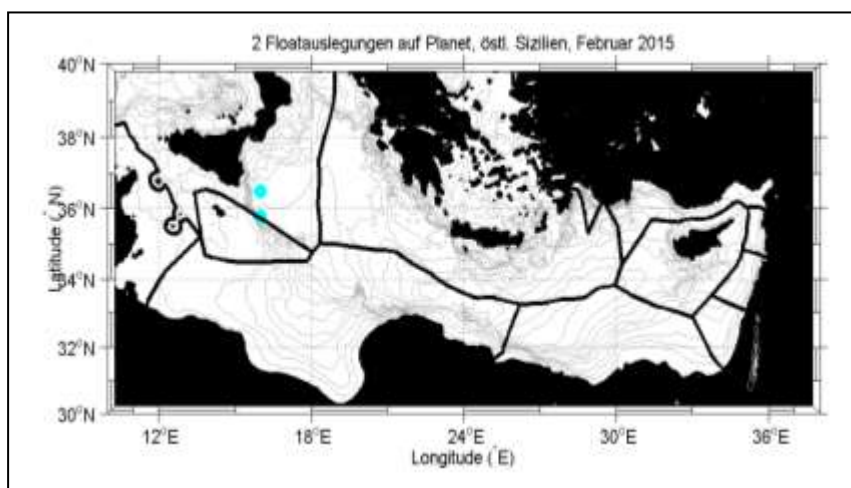 2 Floatauslegungen auf Planet, östl. Sizilien, Februar 2015
40°N
38°N
36°N
34°N
32°N
30°N
Latitude (°N)
12°E
18°E
24°E
30°E
36°E
Longitude (°E)